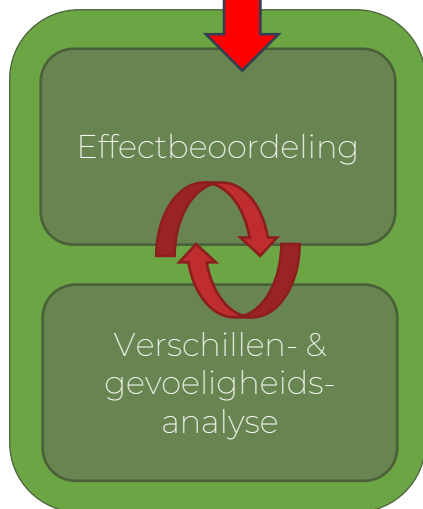 Effectbeoordeling
Verschillen- &
gevoeligheids-
analyse